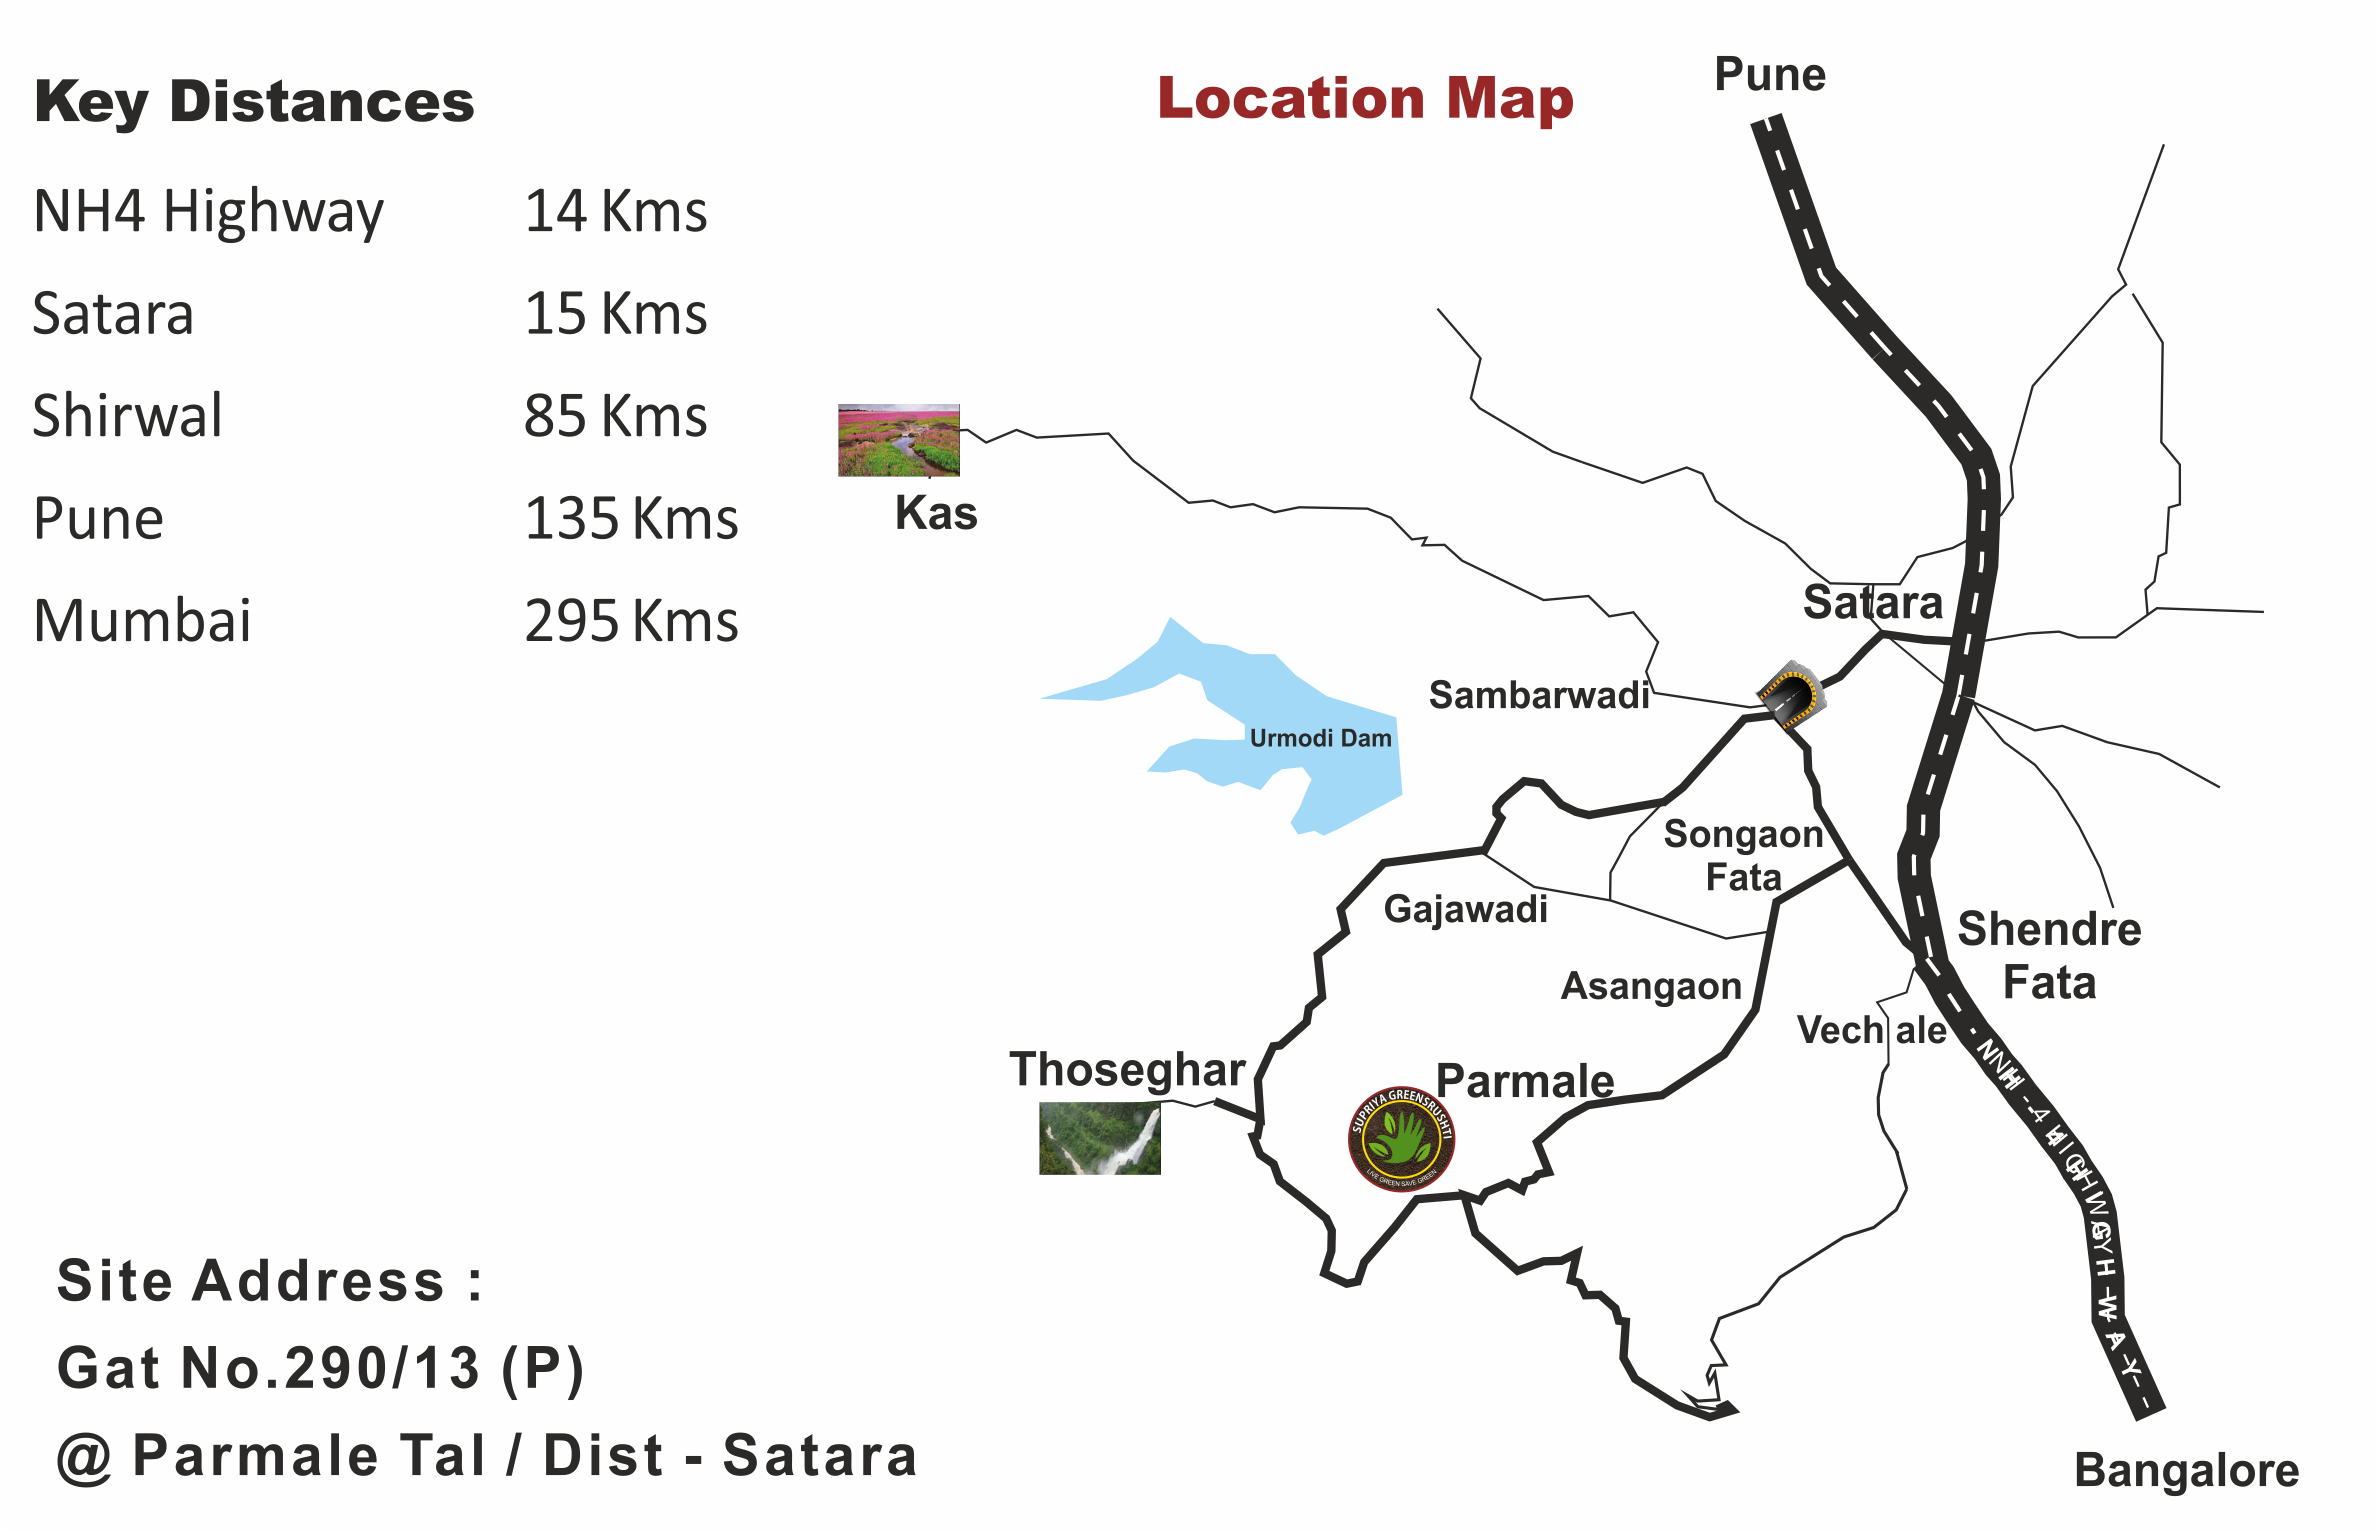 Key Distances
NH4 Highway 14 Kms
Satara 15 Kms
Shirwal 85 Kms
Pune 135 Kms
Mumbai 295 Kms
Location Map
Pune
Kas
Satara
Sambarwadi
Urmodi Dam
Songaon
Fata
Gajawadi
Shendre
Fata
Asangaon
Vechale
Thoseghar
Parmale
SUPRIYA GREENSRUSHTI
LIVE GREEN SAVE GREEN
NH - 4 HIGHWAY
Bangalore
Site Address :
Gat No.290/13 (P)
@ Parmale Tal / Dist - Satara